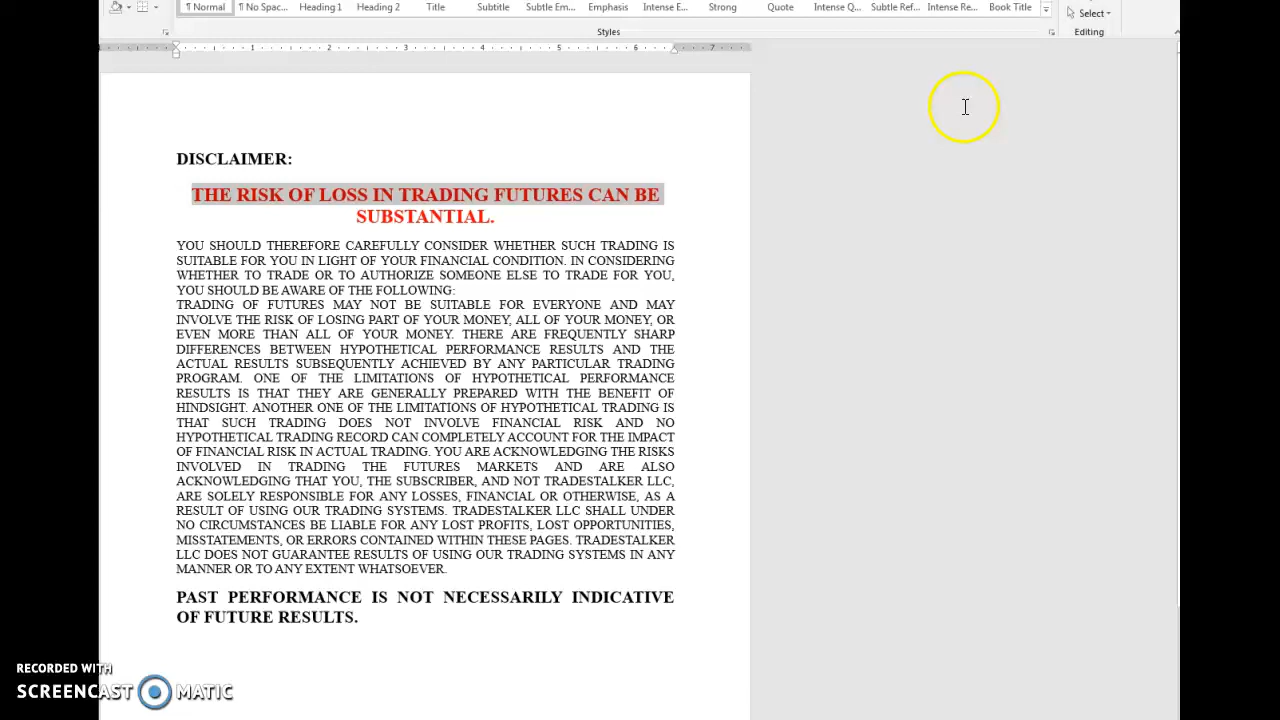 ¶ Normal ¶ No Spac... Heading 1 Heading 2 Title Subtitle Subtle Em... Emphasis Intense E... Strong Quote Intense Q... Subtle Ref... Intense Re... Book Title
Select
Styles Editing
1 2 3 4 5 6 7
DISCLAIMER:
THE RISK OF LOSS IN TRADING FUTURES CAN BE
SUBSTANTIAL.
YOU SHOULD THEREFORE CAREFULLY CONSIDER WHETHER SUCH TRADING IS
SUITABLE FOR YOU IN LIGHT OF YOUR FINANCIAL CONDITION. IN CONSIDERING
WHETHER TO TRADE OR TO AUTHORIZE SOMEONE ELSE TO TRADE FOR YOU,
YOU SHOULD BE AWARE OF THE FOLLOWING:
TRADING OF FUTURES MAY NOT BE SUITABLE FOR EVERYONE AND MAY
INVOLVE THE RISK OF LOSING PART OF YOUR MONEY, ALL OF YOUR MONEY, OR
EVEN MORE THAN ALL OF YOUR MONEY. THERE ARE FREQUENTLY SHARP
DIFFERENCES BETWEEN HYPOTHETICAL PERFORMANCE RESULTS AND THE
ACTUAL RESULTS SUBSEQUENTLY ACHIEVED BY ANY PARTICULAR TRADING
PROGRAM. ONE OF THE LIMITATIONS OF HYPOTHETICAL PERFORMANCE
RESULTS IS THAT THEY ARE GENERALLY PREPARED WITH THE BENEFIT OF
HINDSIGHT. ANOTHER ONE OF THE LIMITATIONS OF HYPOTHETICAL TRADING IS
THAT SUCH TRADING DOES NOT INVOLVE FINANCIAL RISK AND NO
HYPOTHETICAL TRADING RECORD CAN COMPLETELY ACCOUNT FOR THE IMPACT
OF FINANCIAL RISK IN ACTUAL TRADING. YOU ARE ACKNOWLEDGING THE RISKS
INVOLVED IN TRADING THE FUTURES MARKETS AND ARE ALSO
ACKNOWLEDGING THAT YOU, THE SUBSCRIBER, AND NOT TRADESTALKER LLC,
ARE SOLELY RESPONSIBLE FOR ANY LOSSES, FINANCIAL OR OTHERWISE, AS A
RESULT OF USING OUR TRADING SYSTEMS. TRADESTALKER LLC SHALL UNDER
NO CIRCUMSTANCES BE LIABLE FOR ANY LOST PROFITS, LOST OPPORTUNITIES,
MISSTATEMENTS, OR ERRORS CONTAINED WITHIN THESE PAGES. TRADESTALKER
LLC DOES NOT GUARANTEE RESULTS OF USING OUR TRADING SYSTEMS IN ANY
MANNER OR TO ANY EXTENT WHATSOEVER.
PAST PERFORMANCE IS NOT NECESSARILY INDICATIVE
OF FUTURE RESULTS.
RECORDED WITH
SCREENCAST MATIC